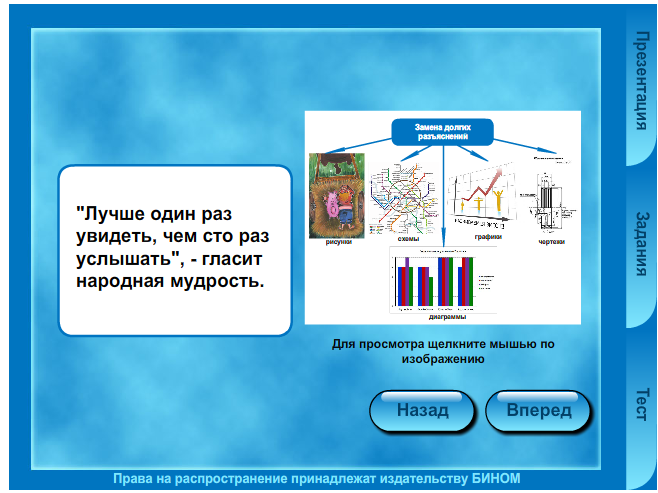 Презентация
Задания
Тест
"Лучше один раз
увидеть, чем сто раз
услышать", - гласит
народная мудрость.
Замена долгих
разъяснений
рисунки
схемы
графики
чертежи
диаграммы
Для просмотра щелкните мышью по
изображению
Назад
Вперед
Права на распространение принадлежат издательству БИНОМ